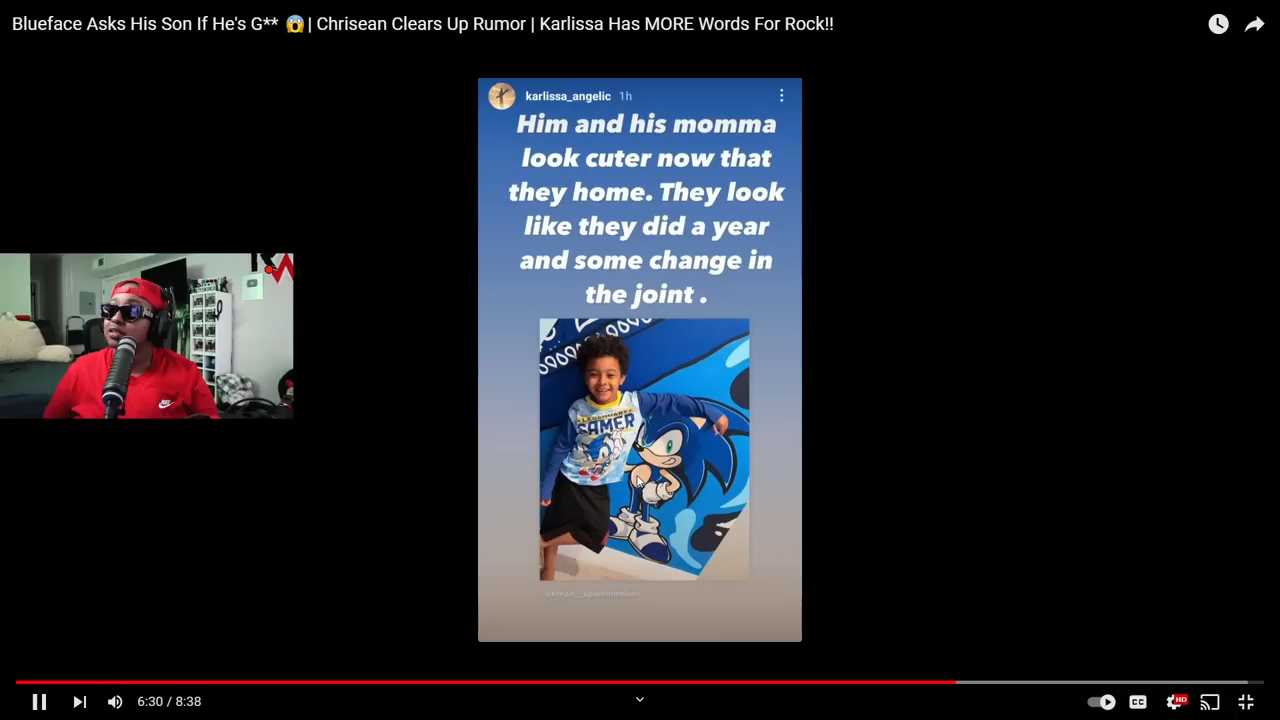 Blueface Asks His Son If He's G** 😱| Chrisean Clears Up Rumor | Karlissa Has MORE Words For Rock!!
karlissa_angelic 1h
Him and his momma
look cuter now that
they home. They look
like they did a year
and some change in
the joint .
GAMER
6:30 / 8:38
CC
HD